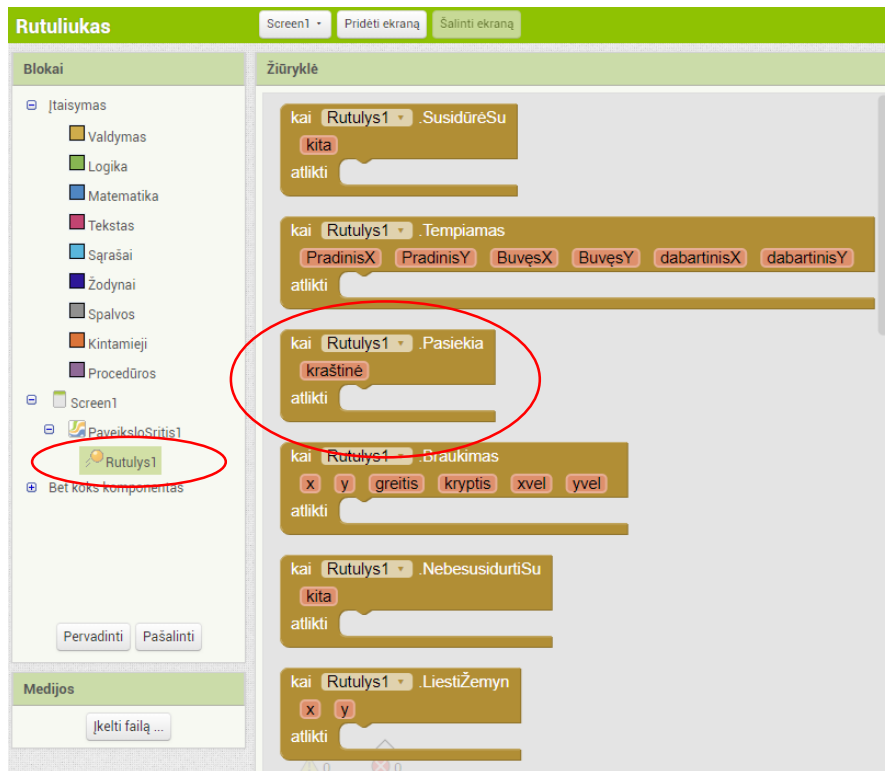 Rutuliukas
Screen1 Pridėti ekraną Šalinti ekraną
Blokai
Įtaisymas
Valdymas
Logika
Matematika
Tekstas
Sąrašai
Žodynai
Spalvos
Kintamieji
Procedūros
Screen1
PaveiksloSritis1
Rutulys1
Bet koks komponentas
Pervadinti Pašalinti
Medijos
Įkelti failą ...
Žiūryklė
kai Rutulys1 .SusidūrėSu
kita
atlikti
kai Rutulys1 .Tempiamas
PradinisX PradinisY BuvęsX BuvęsY dabartinisX dabartinisY
atlikti
kai Rutulys1 .Pasiekia
kraštinė
atlikti
kai Rutulys1 .Braukimas
x y greitis kryptis xvel yvel
atlikti
kai Rutulys1 .NebesusidurtiSu
kita
atlikti
kai Rutulys1 .LiestiŽemyn
x y
atlikti
0 0